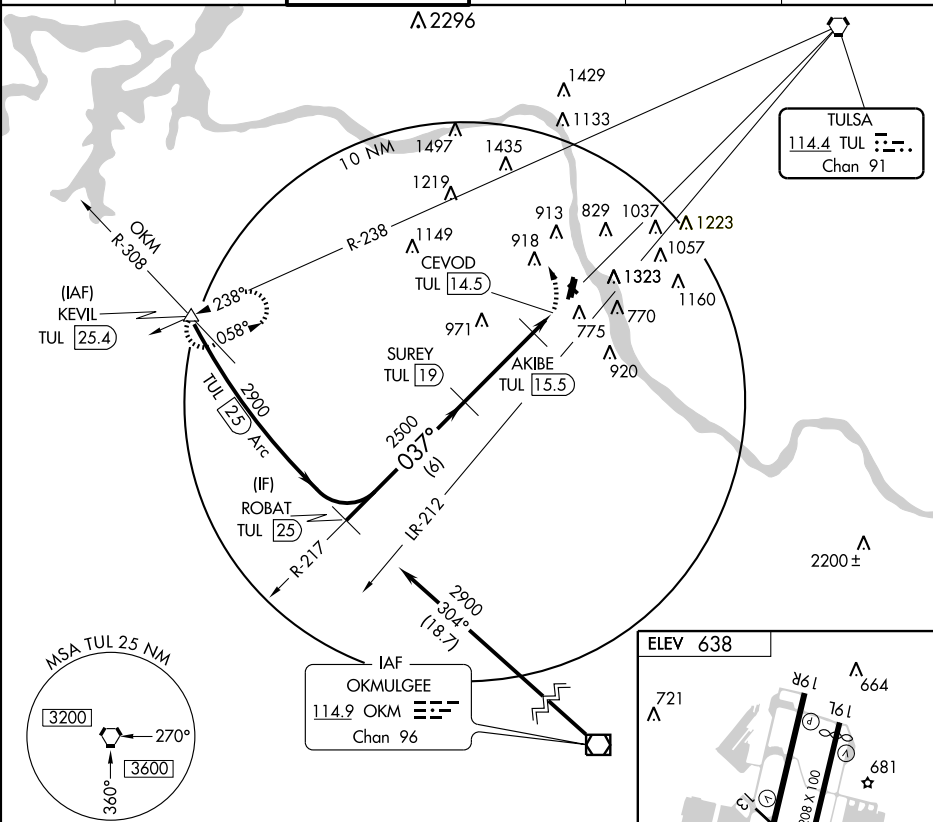 2296
1429
1133
10 NM
1497
1435
1219
TULSA
114.4 TUL
Chan 91
R-238
1149
913
829
1037
1223
918
1057
1323
1160
CEVOD
TUL 14.5
OKM
R-308
(IAF)
KEVIL
TUL 25.4
238°
058°
971
775
770
920
SUREY
TUL 19
AKIBE
TUL 15.5
2900
TUL 25 Arc
2500
037°
(6)
(IF)
ROBAT
TUL 25
R-217
LR-212
2200 ±
2900
304°
(18.7)
IAF
OKMULGEE
114.9 OKM
Chan 96
MSA TUL 25 NM
3200
270°
3600
360°
ELEV 638
721
664
19R
19L
P
V
681
13
V
208 X 100